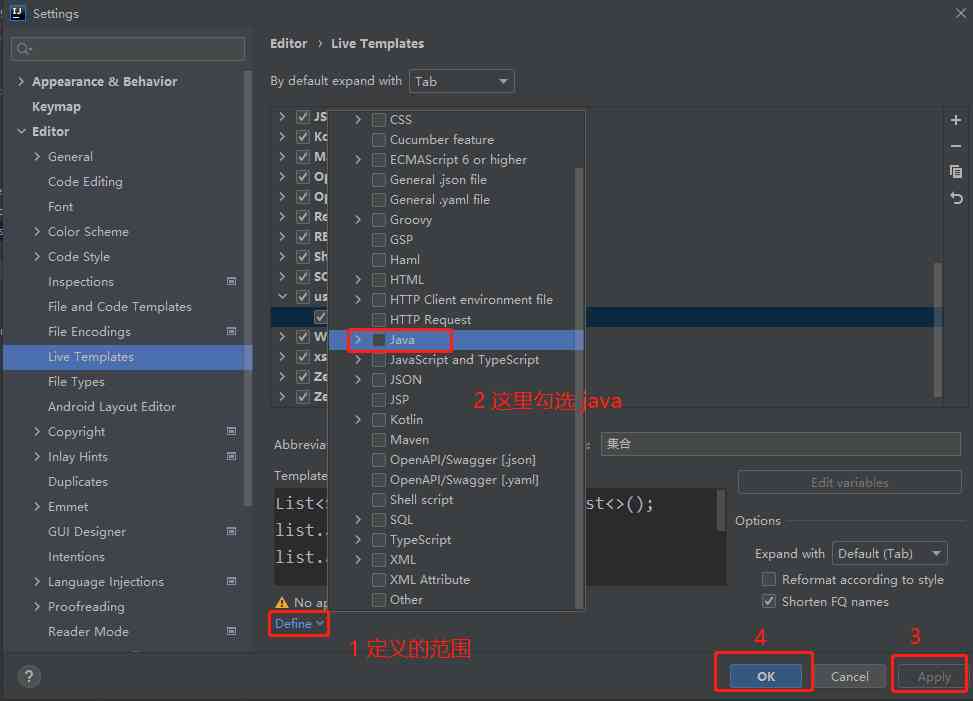 Settings
Editor › Live Templates
By default expand with Tab
Appearance & Behavior
Keymap
Editor
General
Code Editing
Font
Color Scheme
Code Style
Inspections
File and Code Templates
File Encodings
Live Templates
File Types
Android Layout Editor
Copyright
Inlay Hints
Duplicates
Emmet
GUI Designer
Intentions
Language Injections
Proofreading
Reader Mode
JS
Ko
M
Op
Op
Re
RE
Sh
SO
us
W
xs
Ze
Ze
CSS
Cucumber feature
ECMAScript 6 or higher
General .json file
General .yaml file
Groovy
GSP
Haml
HTML
HTTP Client environment file
HTTP Request
Java
JavaScript and TypeScript
JSON
JSP
Kotlin
Maven
OpenAPI/Swagger [.json]
OpenAPI/Swagger [.yaml]
Shell script
SQL
TypeScript
XML
XML Attribute
Other
2 这里勾选 java
Abbrevia
: 集合
Template
Edit variables
List<
st<>();
list.
list.
Options
Expand with Default (Tab)
Reformat according to style
Shorten FQ names
No ap
Define
1 定义的范围
4
3
?
OK
Cancel
Apply